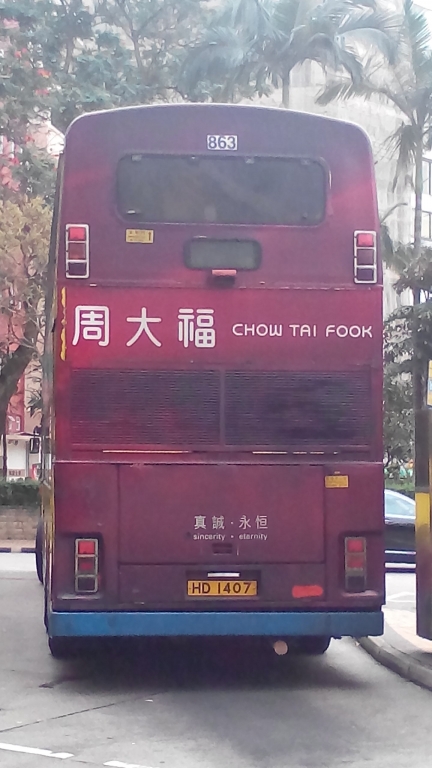 863
周大福 CHOW TAI FOOK
真誠·永恒
sincerity • eternity
HD 1407